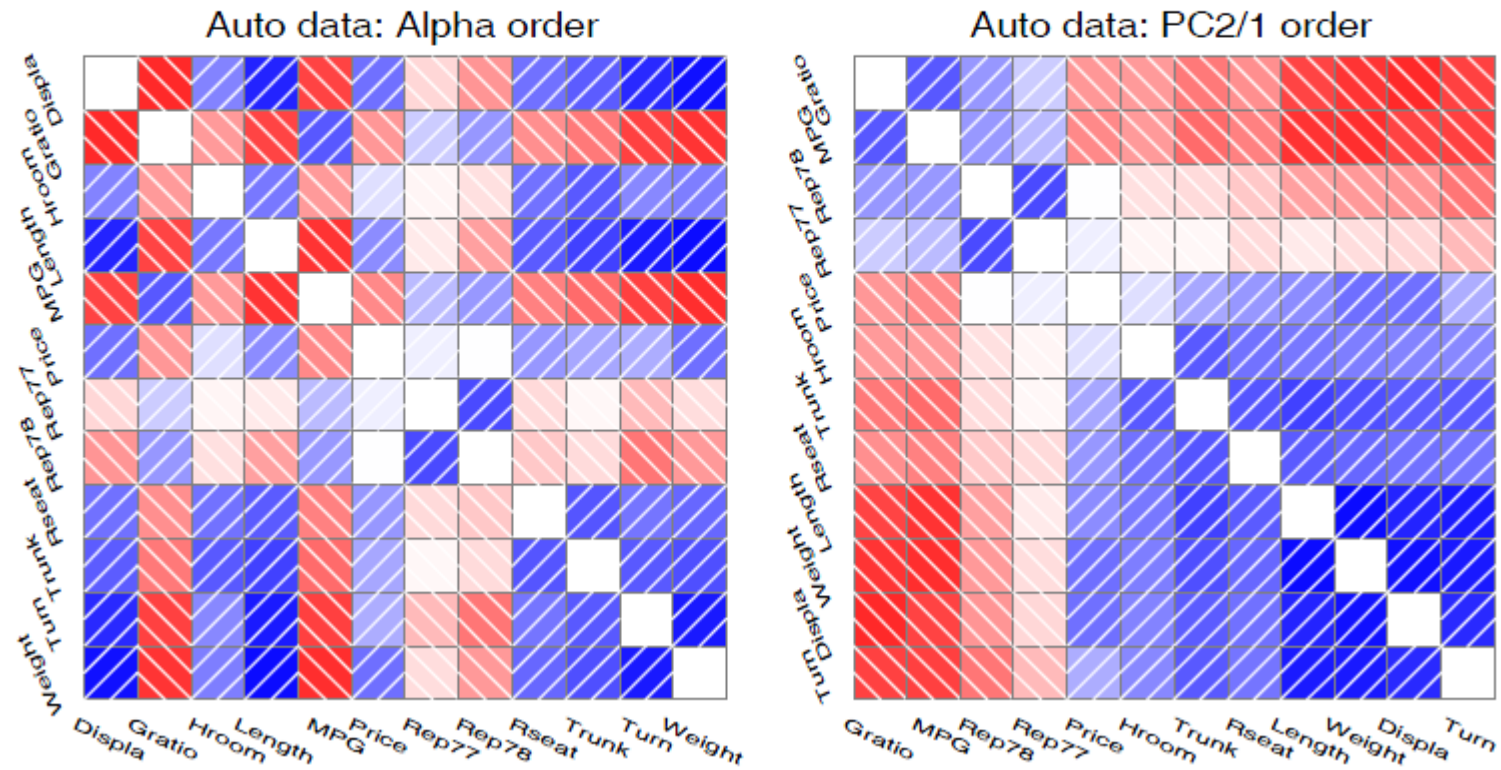 Auto data: Alpha order
Displa
Gratio
Hroom
Length
MPG
Price
Rep77
Rep78
Rseat
Trunk
Turn
Weight
Displa
Gratio
Hroom
Length
MPG
Price
Rep77
Rep78
Rseat
Trunk
Turn
Weight
Auto data: PC2/1 order
Gratio
MPG
Rep78
Rep77
Price
Hroom
Trunk
Rseat
Length
Weight
Displa
Turn
Gratio
MPG
Rep78
Rep77
Price
Hroom
Trunk
Rseat
Length
Weight
Displa
Turn